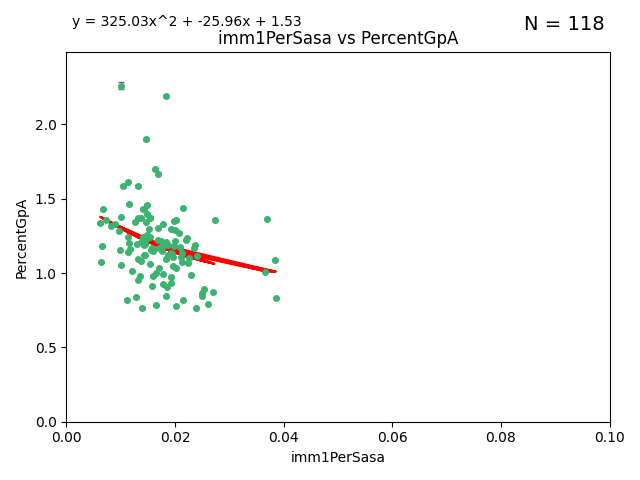 y = 325.03x^2 + -25.96x + 1.53
N = 118
imm1PerSasa vs PercentGpA
PercentGpA
2.0
1.5
1.0
0.5
0.0
0.00 0.02 0.04 0.06 0.08 0.10
imm1PerSasa